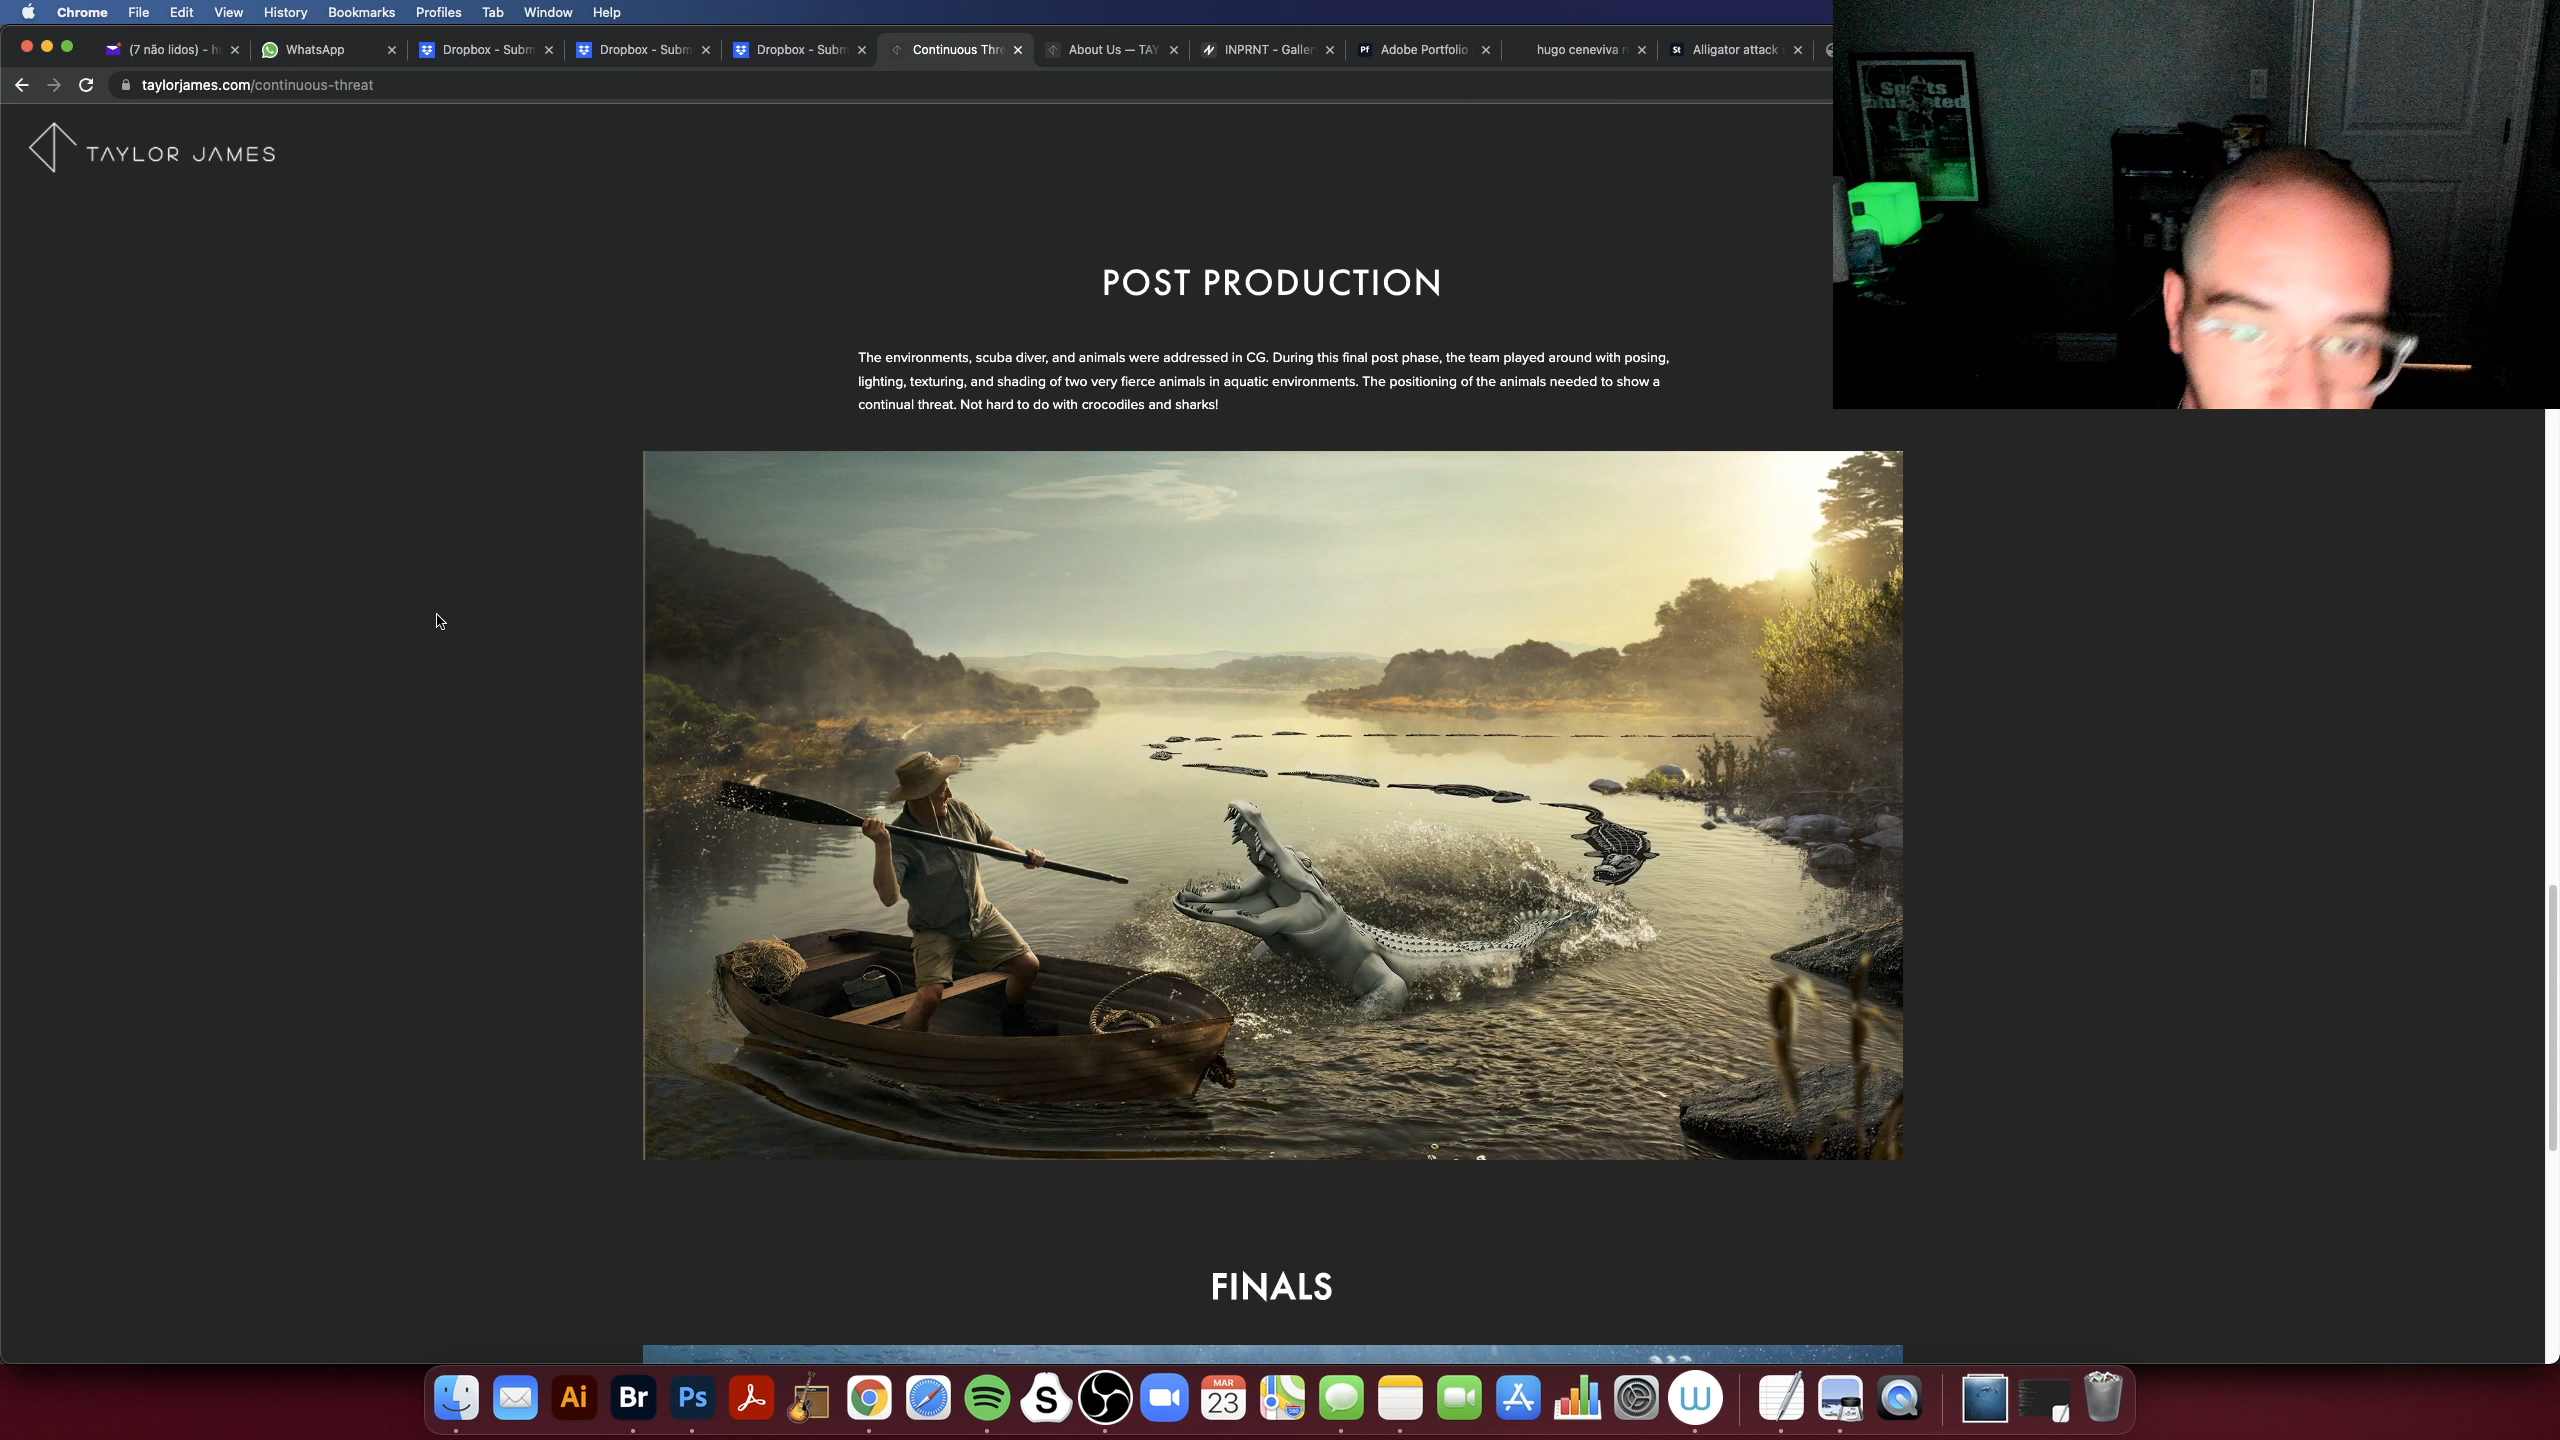 Chrome File Edit View History Bookmarks Profiles Tab Window Help
(7 não lidos) - h
WhatsApp
Dropbox - Subm
Dropbox - Subm
Dropbox - Subm
Continuous Thre
About Us — TAY
INPRNT - Galler
Pf Adobe Portfolio
hugo ceneviva r
St Alligator attack
taylorjames.com/continuous-threat
TAYLOR JAMES
Sports
Illustrated
POST PRODUCTION
The environments, scuba diver, and animals were addressed in CG. During this final post phase, the team played around with posing,
lighting, texturing, and shading of two very fierce animals in aquatic environments. The positioning of the animals needed to show a
continual threat. Not hard to do with crocodiles and sharks!
FINALS
Ai Br Ps S MAR 23 W